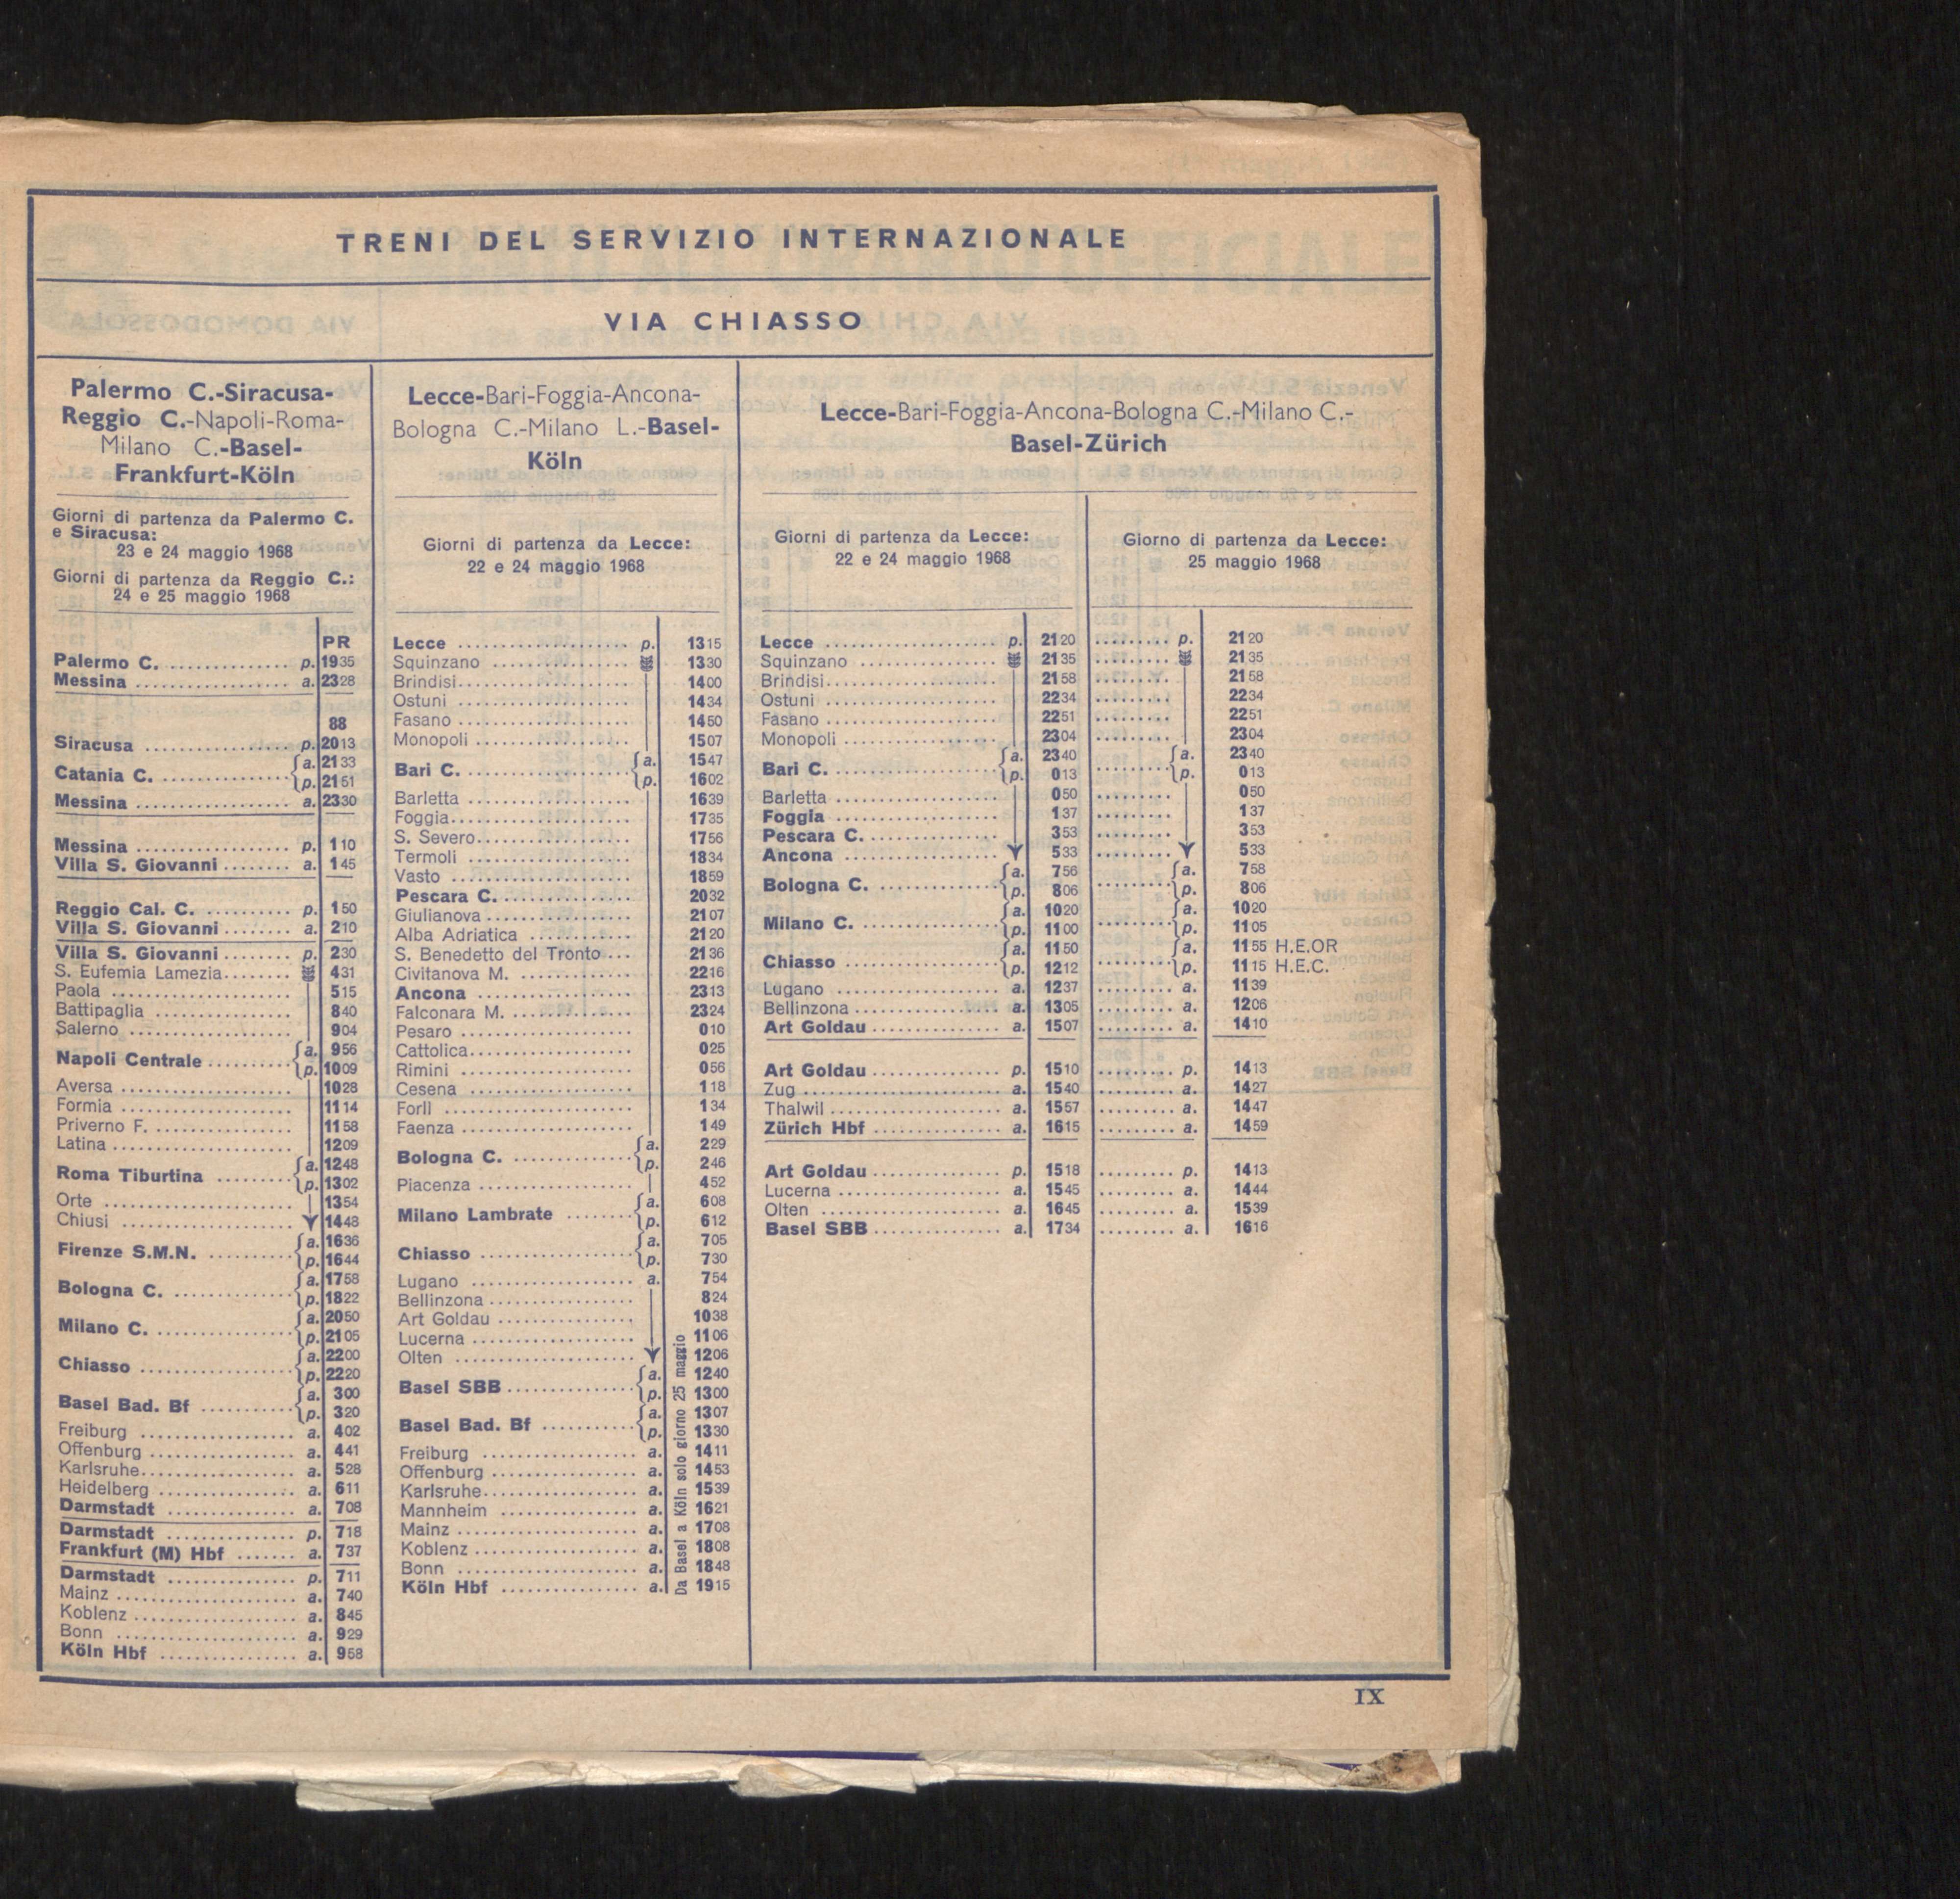 TRENI DEL SERVIZIO INTERNAZIONALE
VIA CHIASSO
Palermo C.-Siracusa-
Reggio C.-Napoli-Roma-
Milano C.-Basel-
Frankfurt-Köln
Giorni di partenza da Palermo C.
e Siracusa:
23 e 24 maggio 1968
Giorni di partenza da Reggio C.:
24 e 25 maggio 1968
PR
Palermo C. p. 1935
Messina a. 2328
88
Siracusa p. 2013
Catania C. a. 2133
p. 2151
Messina a. 2330
Messina p. 110
Villa S. Giovanni a. 145
Reggio Cal. C. p. 150
Villa S. Giovanni a. 210
Villa S. Giovanni p. 230
S. Eufemia Lamezia 431
Paola 515
Battipaglia 840
Salerno 904
Napoli Centrale a. 956
p. 1009
Aversa 1028
Formia 1114
Priverno F. 1158
Latina 1209
Roma Tiburtina a. 1248
p. 1302
Orte 1354
Chiusi 1448
Firenze S.M.N. a. 1636
p. 1644
Bologna C. a. 1758
p. 1822
Milano C. a. 2050
p. 2105
Chiasso a. 2200
p. 2220
Basel Bad. Bf a. 300
p. 320
Freiburg a. 402
Offenburg a. 441
Karlsruhe a. 528
Heidelberg a. 611
Darmstadt a. 708
Darmstadt p. 718
Frankfurt (M) Hbf a. 737
Darmstadt p. 711
Mainz a. 740
Koblenz a. 845
Bonn a. 929
Köln Hbf a. 958
Lecce-Bari-Foggia-Ancona-
Bologna C.-Milano L.-Basel-
Köln
Giorni di partenza da Lecce:
22 e 24 maggio 1968
Lecce p. 1315
Squinzano 1330
Brindisi 1400
Ostuni 1434
Fasano 1450
Monopoli 1507
Bari C. a. 1547
p. 1602
Barletta 1639
Foggia 1735
S. Severo 1756
Termoli 1834
Vasto 1859
Pescara C. 2032
Giulianova 2107
Alba Adriatica 2120
S. Benedetto del Tronto 2136
Civitanova M. 2216
Ancona 2313
Falconara M. 2324
Pesaro 010
Cattolica 025
Rimini 056
Cesena 118
Forlì 134
Faenza 149
Bologna C. a. 229
p. 246
Piacenza 452
Milano Lambrate a. 608
p. 612
Chiasso a. 705
p. 730
Lugano a. 754
Bellinzona 824
Art Goldau 1038
Lucerna 1106
Olten 1206
Basel SBB a. 1240
p. 1300
Basel Bad. Bf a. 1307
p. 1330
Freiburg a. 1411
Offenburg a. 1453
Karlsruhe a. 1539
Mannheim a. 1621
Mainz a. 1708
Koblenz a. 1808
Bonn a. 1848
Köln Hbf a. 1915
Da Basel a Köln solo giorno 25 maggio
Lecce-Bari-Foggia-Ancona-Bologna C.-Milano C.-
Basel-Zürich
Giorni di partenza da Lecce:
22 e 24 maggio 1968
Giorno di partenza da Lecce:
25 maggio 1968
Lecce p. 2120 p. 2120
Squinzano 2135 2135
Brindisi 2158 2158
Ostuni 2234 2234
Fasano 2251 2251
Monopoli 2304 2304
Bari C. a. 2340 a. 2340
p. 013 p. 013
Barletta 050 050
Foggia 137 137
Pescara C. 353 353
Ancona 533 533
Bologna C. a. 756 a. 758
p. 806 p. 806
Milano C. a. 1020 a. 1020
p. 1100 p. 1105
Chiasso a. 1150 a. 1155 H.E.OR
p. 1212 p. 1115 H.E.C.
Lugano a. 1237 a. 1139
Bellinzona a. 1305 a. 1206
Art Goldau a. 1507 a. 1410
Art Goldau p. 1510 p. 1413
Zug a. 1540 a. 1427
Thalwil a. 1557 a. 1447
Zürich Hbf a. 1615 a. 1459
Art Goldau p. 1518 p. 1413
Lucerna a. 1545 a. 1444
Olten a. 1645 a. 1539
Basel SBB a. 1734 a. 1616
IX